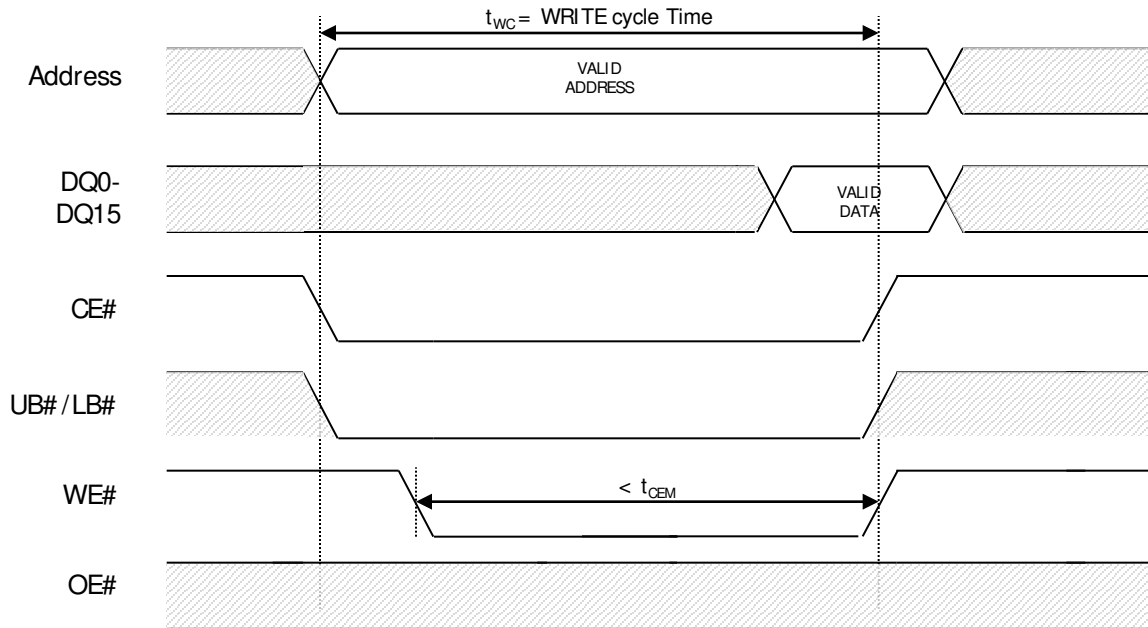 tWC = WRITE cycle Time
Address
VALID
ADDRESS
DQ0-
DQ15
VALID
DATA
CE#
UB# / LB#
WE#
< tCEM
OE#